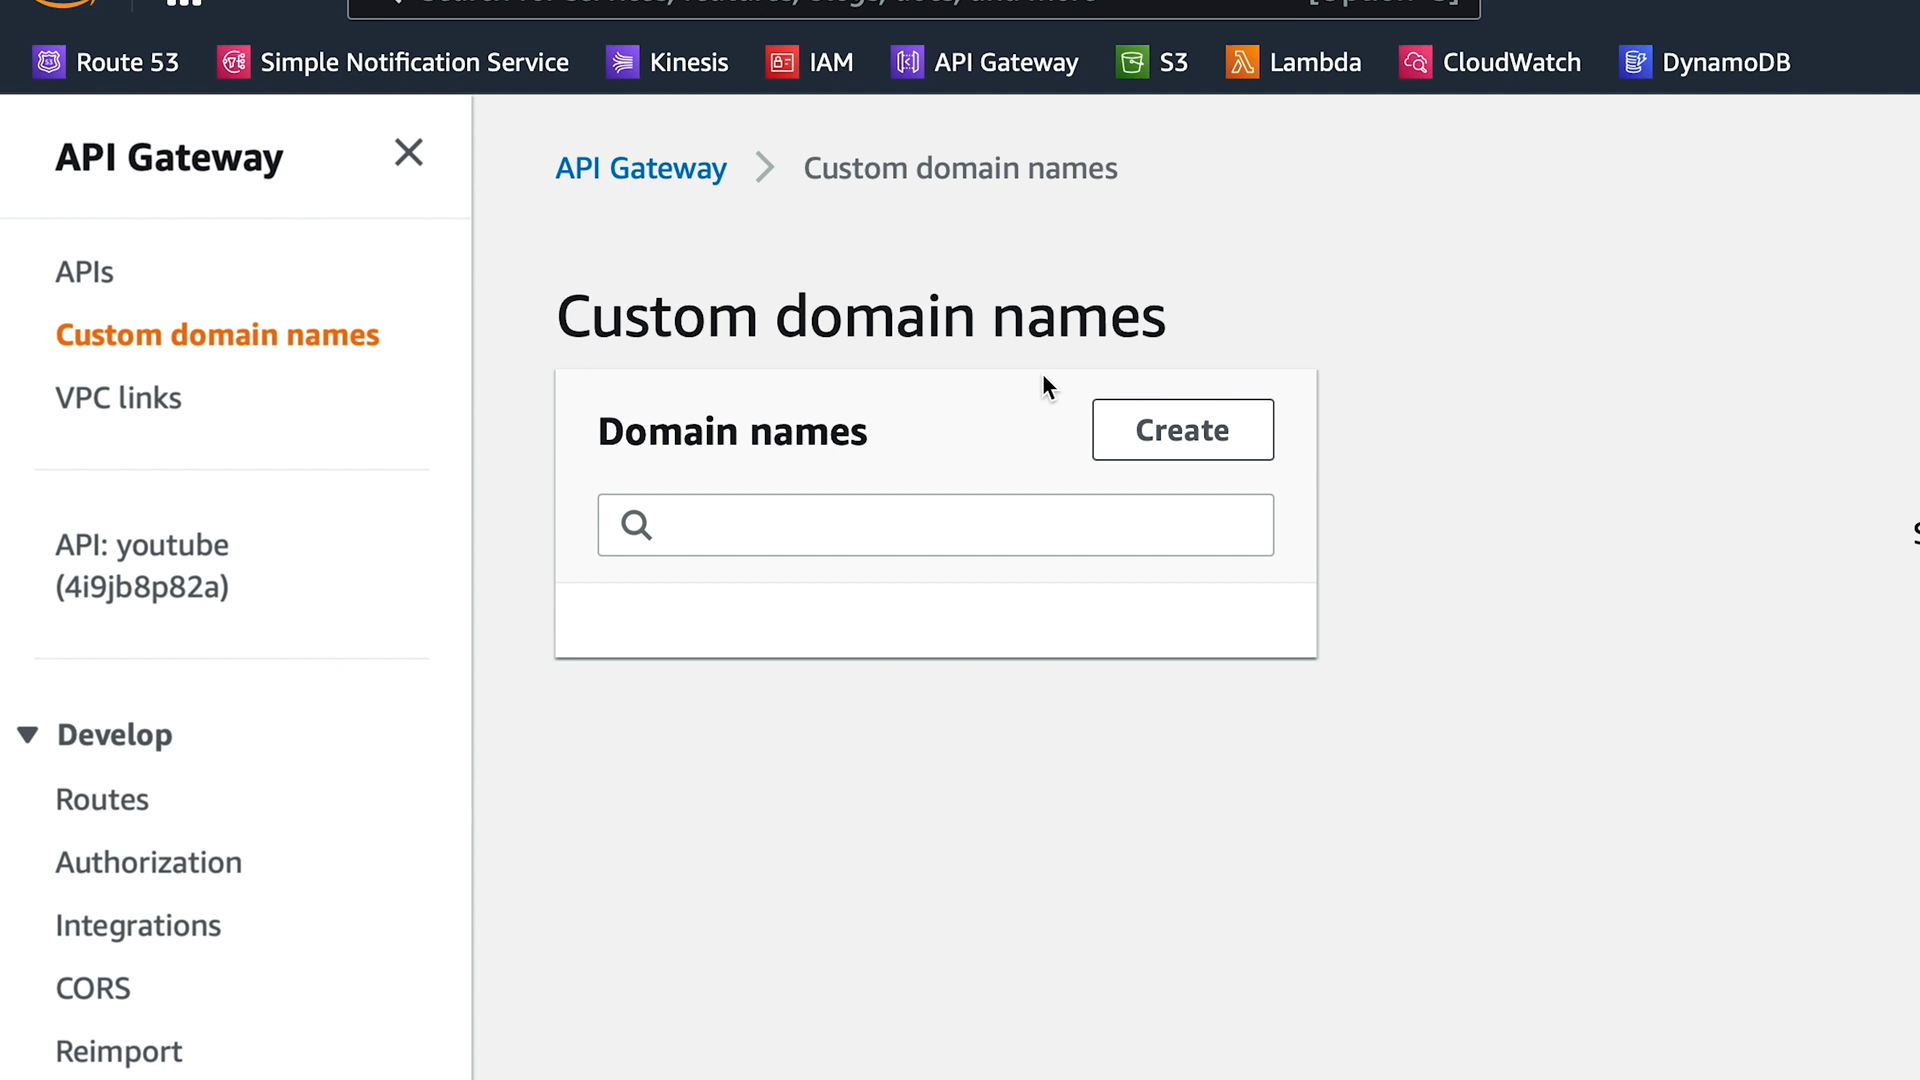 Route 53 Simple Notification Service Kinesis IAM API Gateway S3 Lambda CloudWatch DynamoDB
API Gateway
APIs
Custom domain names
VPC links
API: youtube
(4i9jb8p82a)
Develop
Routes
Authorization
Integrations
CORS
Reimport
API Gateway > Custom domain names
Custom domain names
Domain names
Create